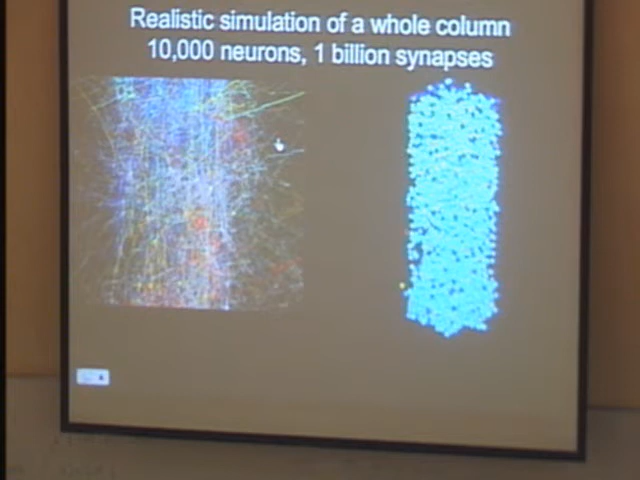 Realistic simulation of a whole column
10,000 neurons, 1 billion synapses